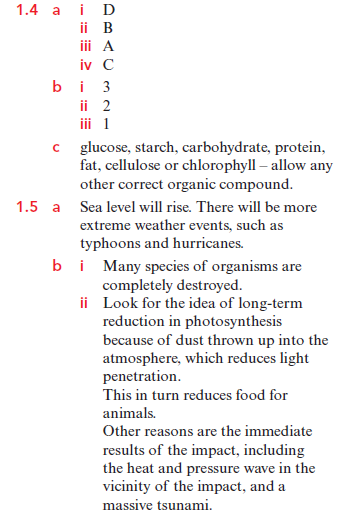 1.4 a i D
ii B
iii A
iv C
b i 3
ii 2
iii 1
c glucose, starch, carbohydrate, protein,
fat, cellulose or chlorophyll – allow any
other correct organic compound.
1.5 a Sea level will rise. There will be more
extreme weather events, such as
typhoons and hurricanes.
b i Many species of organisms are
completely destroyed.
ii Look for the idea of long-term
reduction in photosynthesis
because of dust thrown up into the
atmosphere, which reduces light
penetration.
This in turn reduces food for
animals.
Other reasons are the immediate
results of the impact, including
the heat and pressure wave in the
vicinity of the impact, and a
massive tsunami.